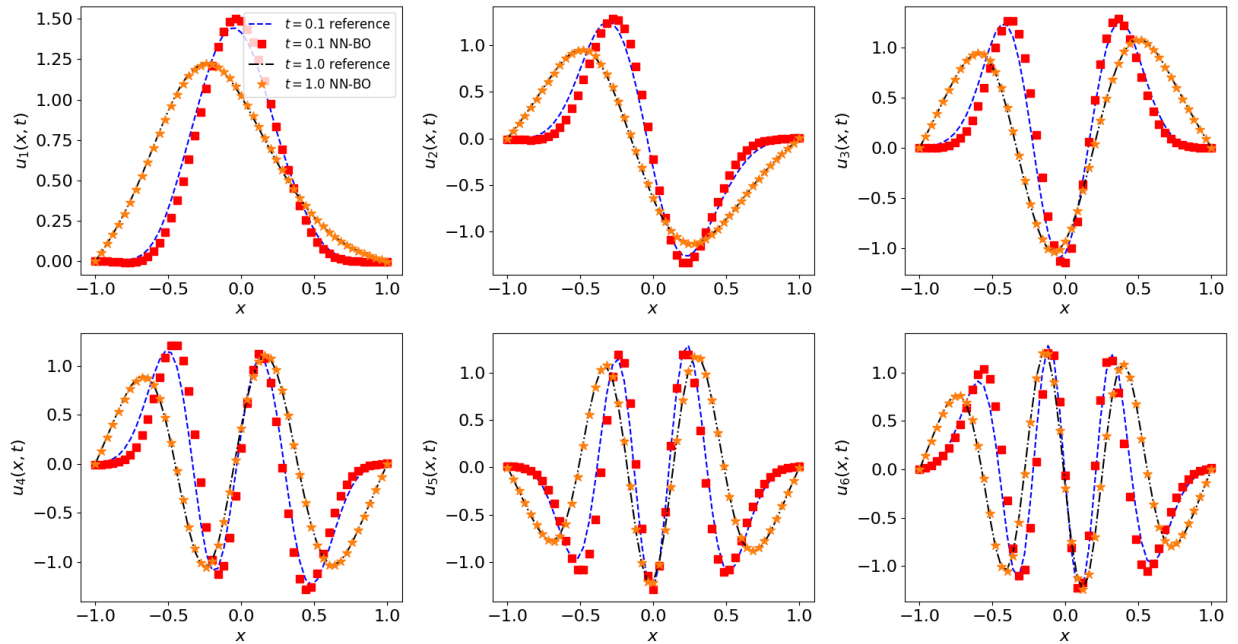 1.50
1.25
1.00
0.75
0.50
0.25
0.00
u₁(x, t)
−1.0 −0.5 0.0 0.5 1.0
x
t = 0.1 reference
t = 0.1 NN-BO
t = 1.0 reference
t = 1.0 NN-BO
1.0
0.5
0.0
−0.5
−1.0
u₂(x, t)
−1.0 −0.5 0.0 0.5 1.0
x
1.0
0.5
0.0
−0.5
−1.0
u₃(x, t)
−1.0 −0.5 0.0 0.5 1.0
x
1.0
0.5
0.0
−0.5
−1.0
u₄(x, t)
−1.0 −0.5 0.0 0.5 1.0
x
1.0
0.5
0.0
−0.5
−1.0
u₅(x, t)
−1.0 −0.5 0.0 0.5 1.0
x
1.0
0.5
0.0
−0.5
−1.0
u₆(x, t)
−1.0 −0.5 0.0 0.5 1.0
x